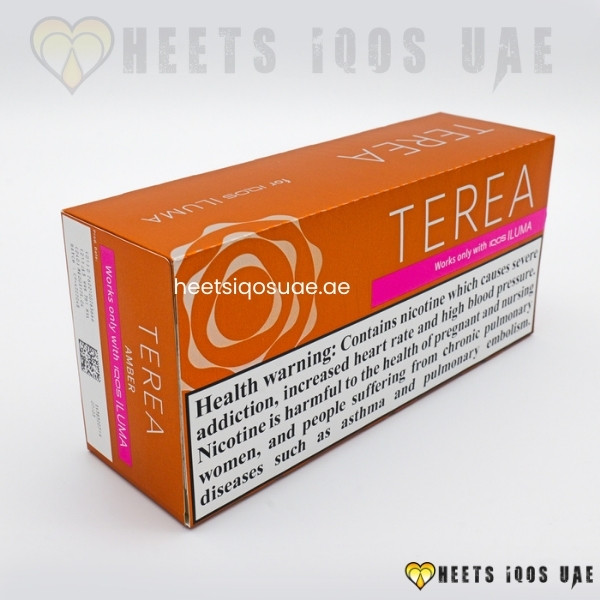 HEETS iQOS UAE
TEREA
for IQOS ILUMA
TEREA
Works only with IQOS ILUMA
heetsiqosuae.ae
Health warning: Contains nicotine which causes severe
addiction, increased heart rate and high blood pressure.
Nicotine is harmful to the health of pregnant and nursing
women, and people suffering from chronic pulmonary
diseases such as asthma and pulmonary embolism.
TEREA
AMBER
Works only with IQOS ILUMA
HEETS iQOS UAE